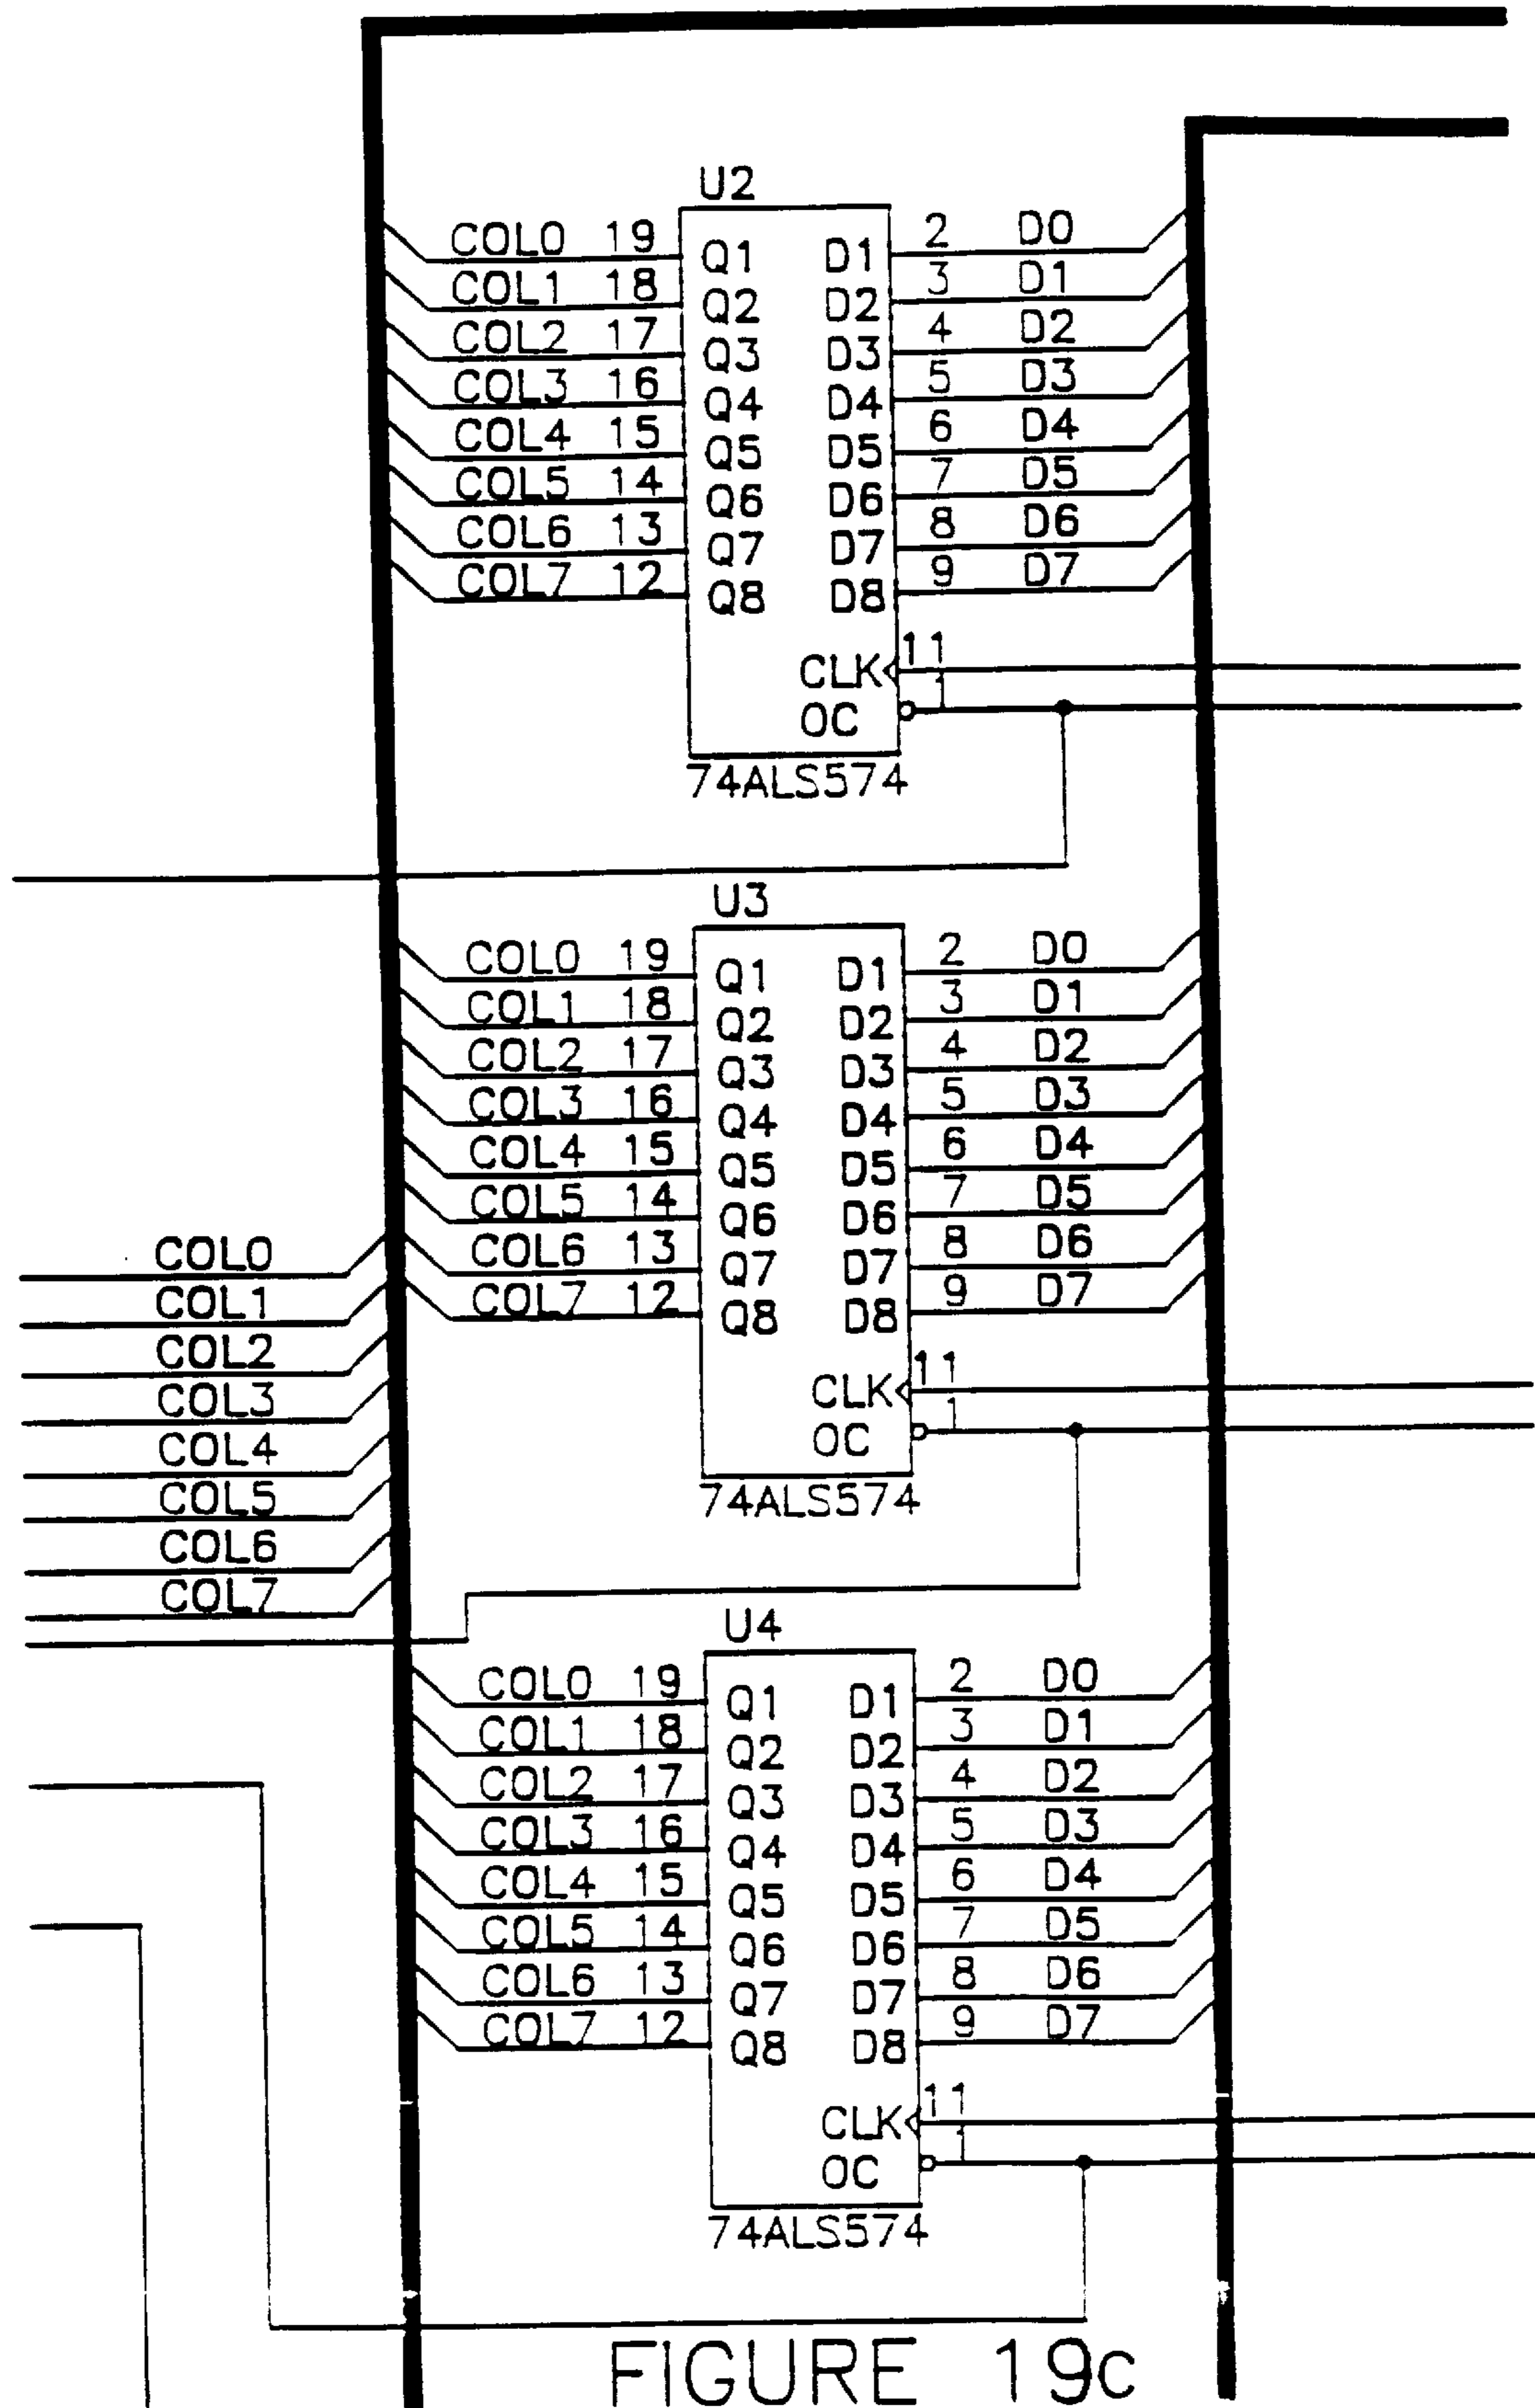 U2
COL0 19 Q1 D1 2 D0
COL1 18 Q2 D2 3 D1
COL2 17 Q3 D3 4 D2
COL3 16 Q4 D4 5 D3
COL4 15 Q5 D5 6 D4
COL5 14 Q6 D6 7 D5
COL6 13 Q7 D7 8 D6
COL7 12 Q8 D8 9 D7
CLK 11
OC 1
74ALS574
U3
COL0 19 Q1 D1 2 D0
COL1 18 Q2 D2 3 D1
COL2 17 Q3 D3 4 D2
COL3 16 Q4 D4 5 D3
COL4 15 Q5 D5 6 D4
COL5 14 Q6 D6 7 D5
COL6 13 Q7 D7 8 D6
COL7 12 Q8 D8 9 D7
CLK 11
OC 1
74ALS574
COL0
COL1
COL2
COL3
COL4
COL5
COL6
COL7
U4
COL0 19 Q1 D1 2 D0
COL1 18 Q2 D2 3 D1
COL2 17 Q3 D3 4 D2
COL3 16 Q4 D4 5 D3
COL4 15 Q5 D5 6 D4
COL5 14 Q6 D6 7 D5
COL6 13 Q7 D7 8 D6
COL7 12 Q8 D8 9 D7
CLK 11
OC 1
74ALS574
FIGURE 19c